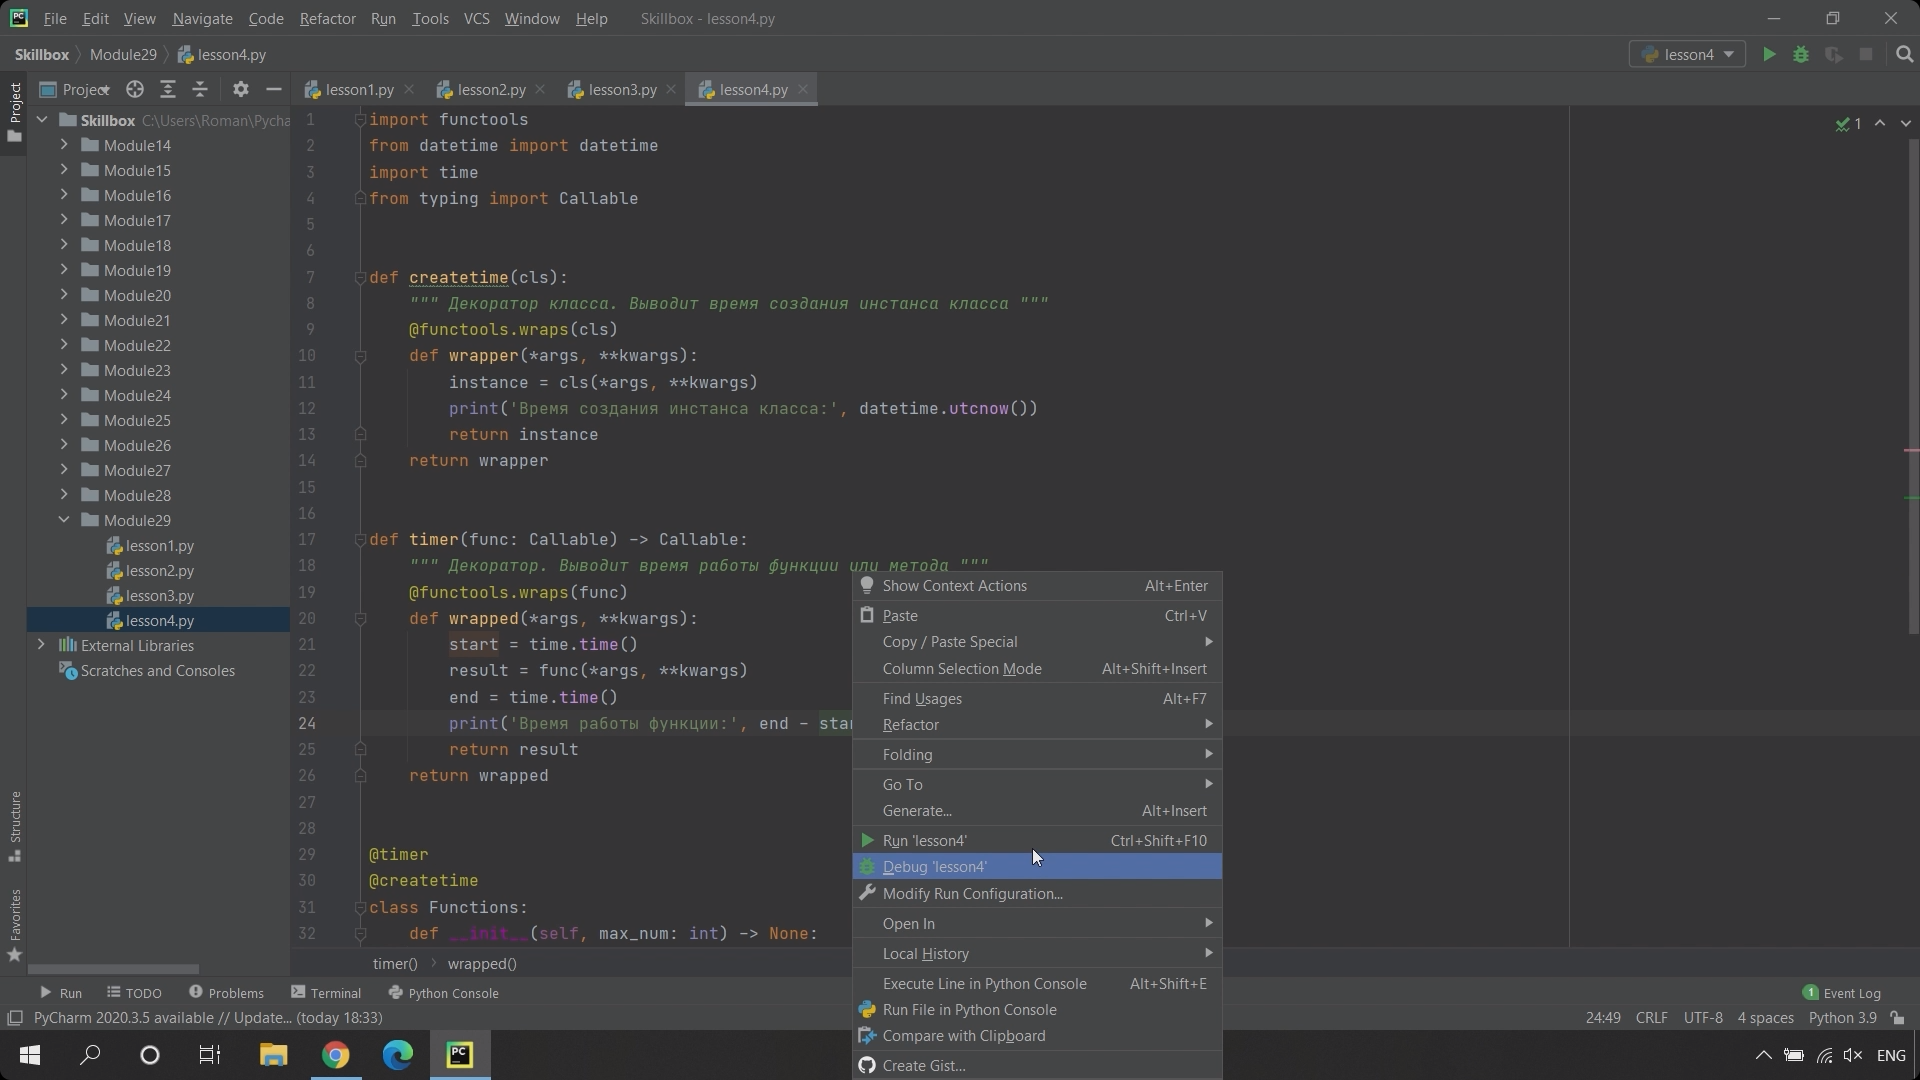 File Edit View Navigate Code Refactor Run Tools VCS Window Help Skillbox - lesson4.py
Skillbox Module29 lesson4.py lesson4
Project lesson1.py lesson2.py lesson3.py lesson4.py
Project
Structure
Favorites
Skillbox C:\Users\Roman\Pycha
Module14
Module15
Module16
Module17
Module18
Module19
Module20
Module21
Module22
Module23
Module24
Module25
Module26
Module27
Module28
Module29
lesson1.py
lesson2.py
lesson3.py
lesson4.py
External Libraries
Scratches and Consoles
1
1 import functools
2 from datetime import datetime
3 import time
4 from typing import Callable
5
6
7 def createtime(cls):
8 """ Декоратор класса. Выводит время создания инстанса класса """
9 @functools.wraps(cls)
10 def wrapper(*args, **kwargs):
11 instance = cls(*args, **kwargs)
12 print('Время создания инстанса класса:', datetime.utcnow())
13 return instance
14 return wrapper
15
16
17 def timer(func: Callable) -> Callable:
18 """ Декоратор. Выводит время работы функции или метода """
19 @functools.wraps(func)
20 def wrapped(*args, **kwargs):
21 start = time.time()
22 result = func(*args, **kwargs)
23 end = time.time()
24 print('Время работы функции:', end - star
25 return result
26 return wrapped
27
28
29 @timer
30 @createtime
31 class Functions:
32 def __init__(self, max_num: int) -> None:
timer() wrapped()
Show Context Actions Alt+Enter
Paste Ctrl+V
Copy / Paste Special
Column Selection Mode Alt+Shift+Insert
Find Usages Alt+F7
Refactor
Folding
Go To
Generate... Alt+Insert
Run 'lesson4' Ctrl+Shift+F10
Debug 'lesson4'
Modify Run Configuration...
Open In
Local History
Execute Line in Python Console Alt+Shift+E
Run File in Python Console
Compare with Clipboard
Create Gist...
Run TODO Problems Terminal Python Console 1 Event Log
PyCharm 2020.3.5 available // Update... (today 18:33) 24:49 CRLF UTF-8 4 spaces Python 3.9
ENG